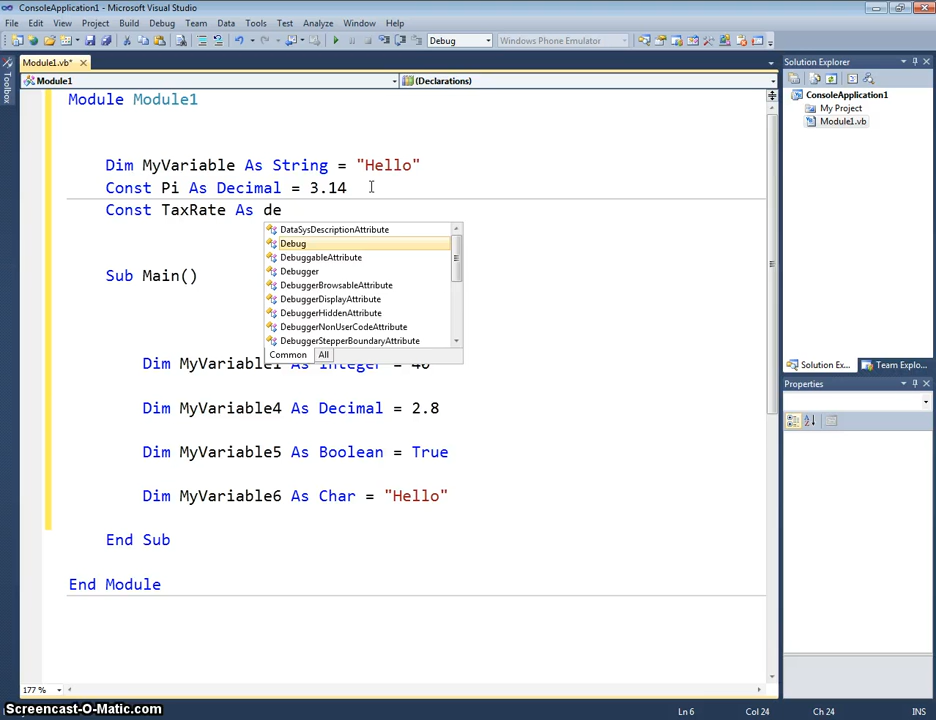 ConsoleApplication1 - Microsoft Visual Studio
File Edit View Project Build Debug Team Data Tools Test Analyze Window Help
Debug Windows Phone Emulator
Toolbox
Module1.vb*
Solution Explorer
Module1 (Declarations)
ConsoleApplication1
My Project
Module1.vb
Module Module1
Dim MyVariable As String = "Hello"
Const Pi As Decimal = 3.14
Const TaxRate As de
DataSysDescriptionAttribute
Debug
DebuggableAttribute
Debugger
DebuggerBrowsableAttribute
DebuggerDisplayAttribute
DebuggerHiddenAttribute
DebuggerNonUserCodeAttribute
DebuggerStepperBoundaryAttribute
Common All
Sub Main()
Dim MyVariable1 As Integer = 40
Dim MyVariable4 As Decimal = 2.8
Dim MyVariable5 As Boolean = True
Dim MyVariable6 As Char = "Hello"
End Sub
End Module
Solution Ex... Team Explo...
Properties
177 %
Screencast-O-Matic.com
Ln 6 Col 24 Ch 24 INS